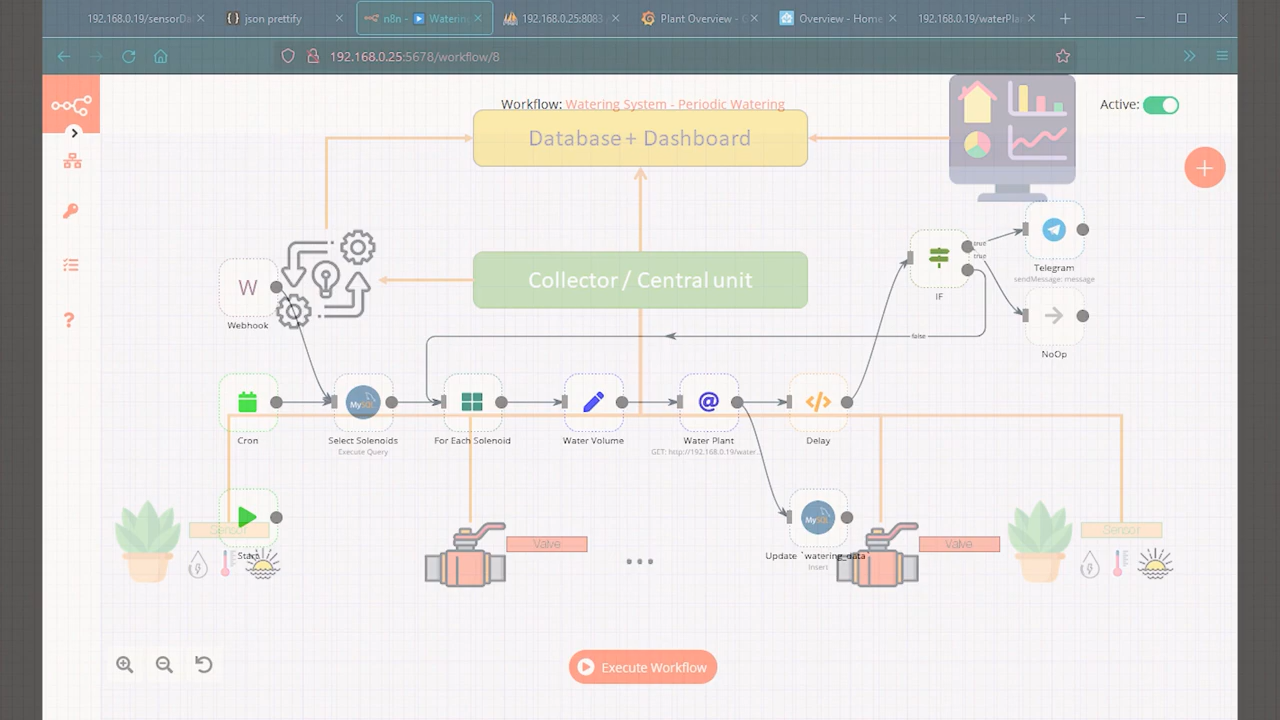 192.168.0.19/sensorDa
json prettify
n8n - ▶ Watering
192.168.0.25:8083
Plant Overview - G
Overview - Home
192.168.0.19/waterPla
192.168.0.25:5678/workflow/8
Workflow: Watering System - Periodic Watering
Active:
Database + Dashboard
Collector / Central unit
W
Webhook
true
true
Telegram
sendMessage: message
IF
NoOp
false
MySQL
Cron
Select Solenoids
Execute Query
For Each Solenoid
Water Volume
Water Plant
GET: http://192.168.0.19/water...
Delay
Sensor
Start
Valve
MySQL
Update `watering_data`
Insert
Valve
Sensor
Execute Workflow